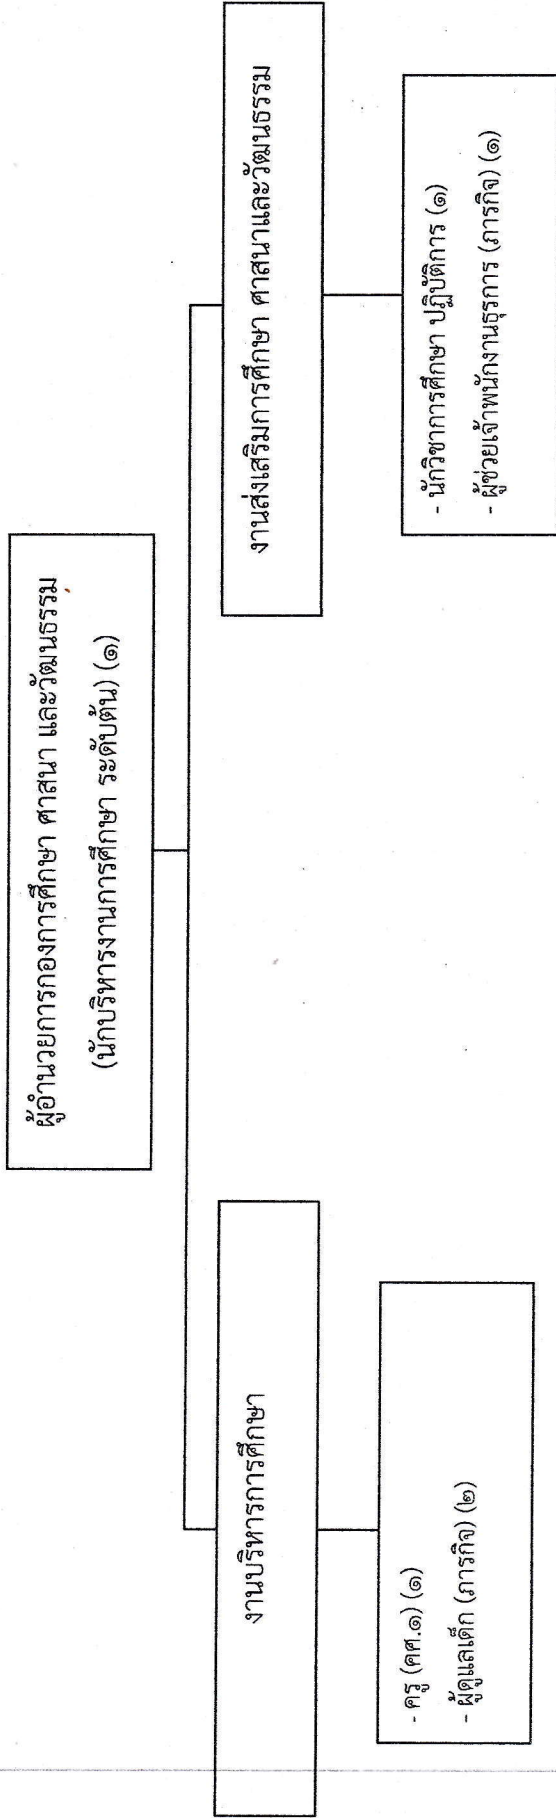 ผู้อำนวยการกองการศึกษา ศาสนา และวัฒนธรรม
(นักบริหารงานการศึกษา ระดับต้น) (๑)
งานบริหารการศึกษา
- ครู (คศ.๑) (๑)
- ผู้ดูแลเด็ก (ภารกิจ) (๒)
งานส่งเสริมการศึกษา ศาสนาและวัฒนธรรม
- นักวิชาการศึกษา ปฏิบัติการ (๑)
- ผู้ช่วยเจ้าพนักงานธุรการ (ภารกิจ) (๑)